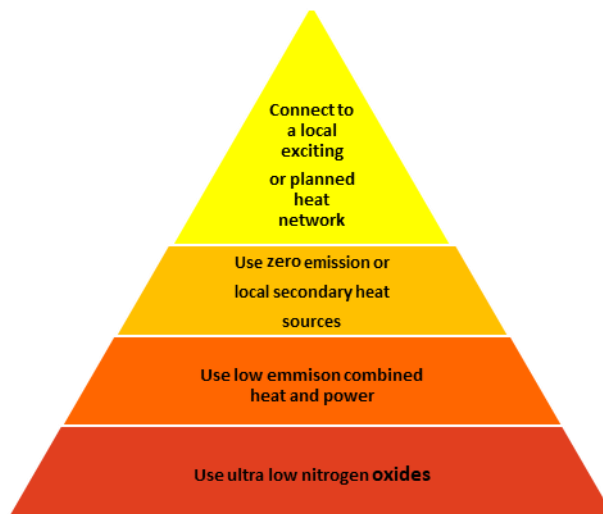 Connect to
a local
exciting
or planned
heat
network
Use zero emission or
local secondary heat
sources
Use low emmison combined
heat and power
Use ultra low nitrogen oxides